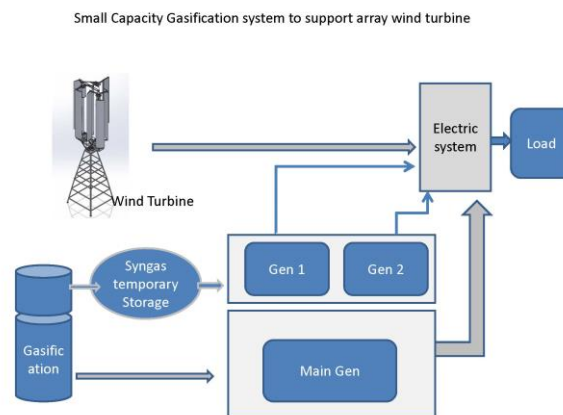 Small Capacity Gasification system to support array wind turbine
Electric
system
Load
Wind Turbine
Syngas
temporary
Storage
Gen 1
Gen 2
Gasific
ation
Main Gen